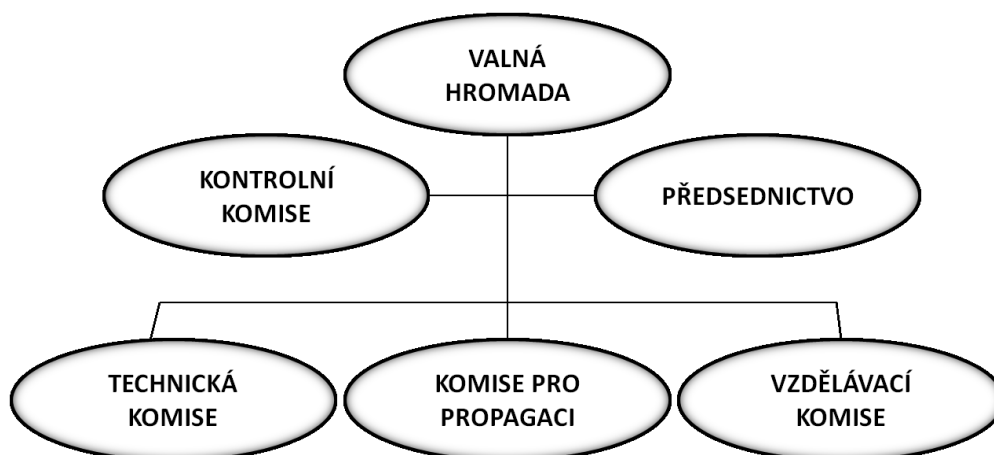 VALNÁ
HROMADA
KONTROLNÍ
KOMISE
PŘEDSEDNICTVO
TECHNICKÁ
KOMISE
KOMISE PRO
PROPAGACI
VZDĚLÁVACÍ
KOMISE